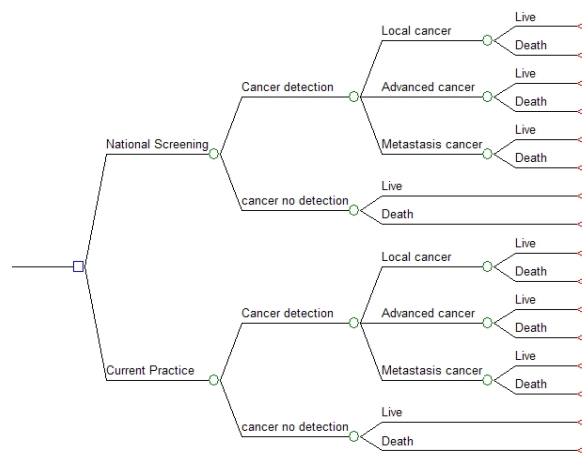 Live
Local cancer
Death
Live
Cancer detection
Advanced cancer
Death
Live
National Screening
Metastasis cancer
Death
cancer no detection
Live
Death
Live
Local cancer
Death
Live
Cancer detection
Advanced cancer
Death
Live
Current Practice
Metastasis cancer
Death
cancer no detection
Live
Death